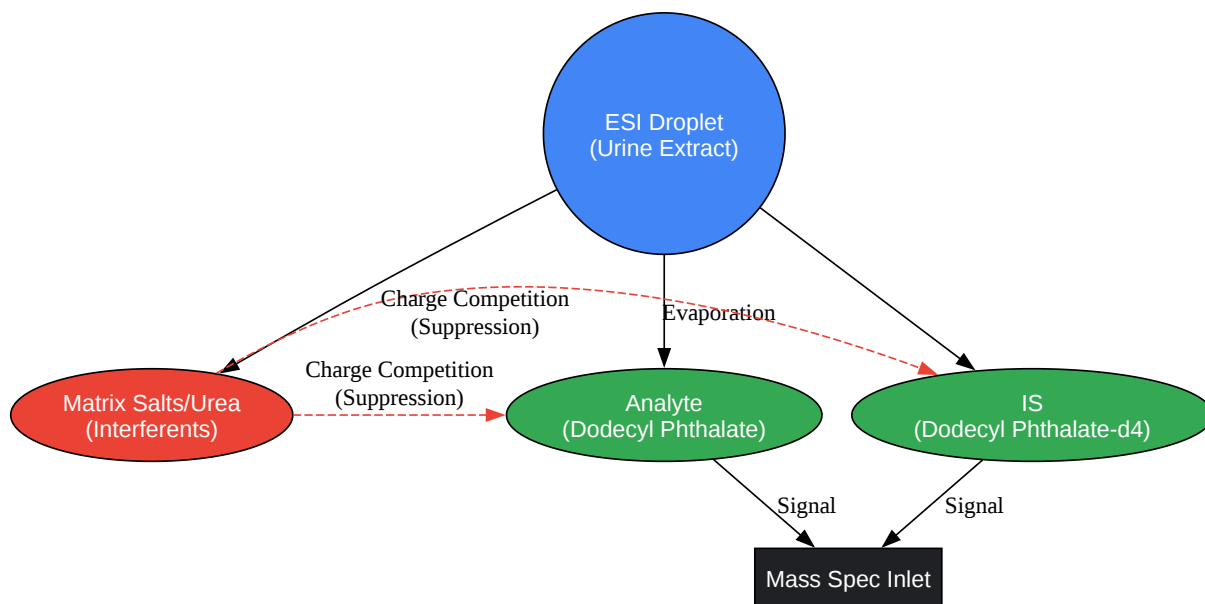 ESI Droplet
(Urine Extract)
Charge Competition
(Suppression)
Evaporation
Charge Competition
(Suppression)
Matrix Salts/Urea
(Interferents)
Analyte
(Dodecyl Phthalate)
IS
(Dodecyl Phthalate-d4)
Signal
Signal
Mass Spec Inlet